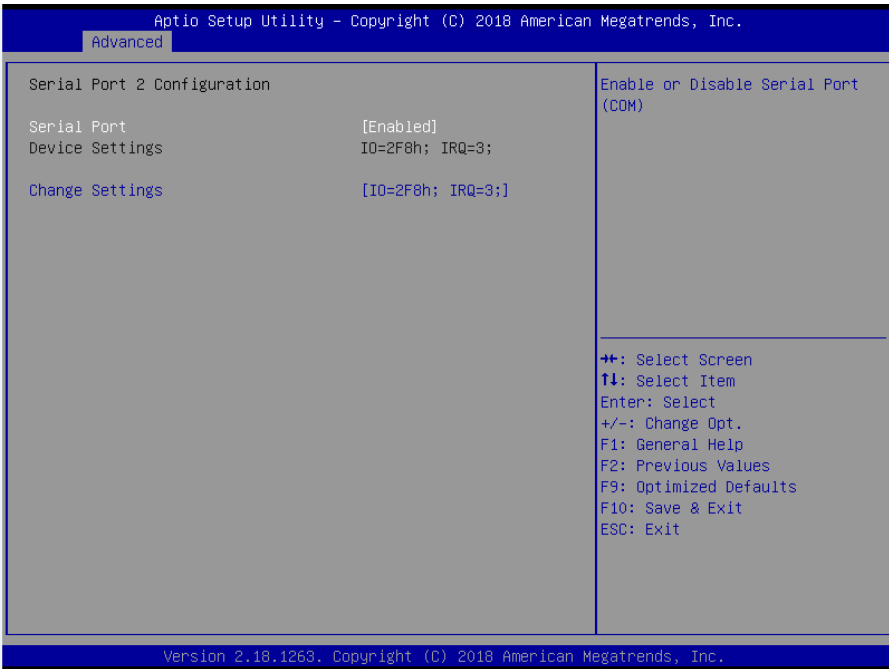 Aptio Setup Utility – Copyright (C) 2018 American Megatrends, Inc.
Advanced
Serial Port 2 Configuration
Serial Port [Enabled]
Device Settings IO=2F8h; IRQ=3;
Change Settings [IO=2F8h; IRQ=3;]
Enable or Disable Serial Port
(COM)
→←: Select Screen
↑↓: Select Item
Enter: Select
+/-: Change Opt.
F1: General Help
F2: Previous Values
F9: Optimized Defaults
F10: Save & Exit
ESC: Exit
Version 2.18.1263. Copyright (C) 2018 American Megatrends, Inc.